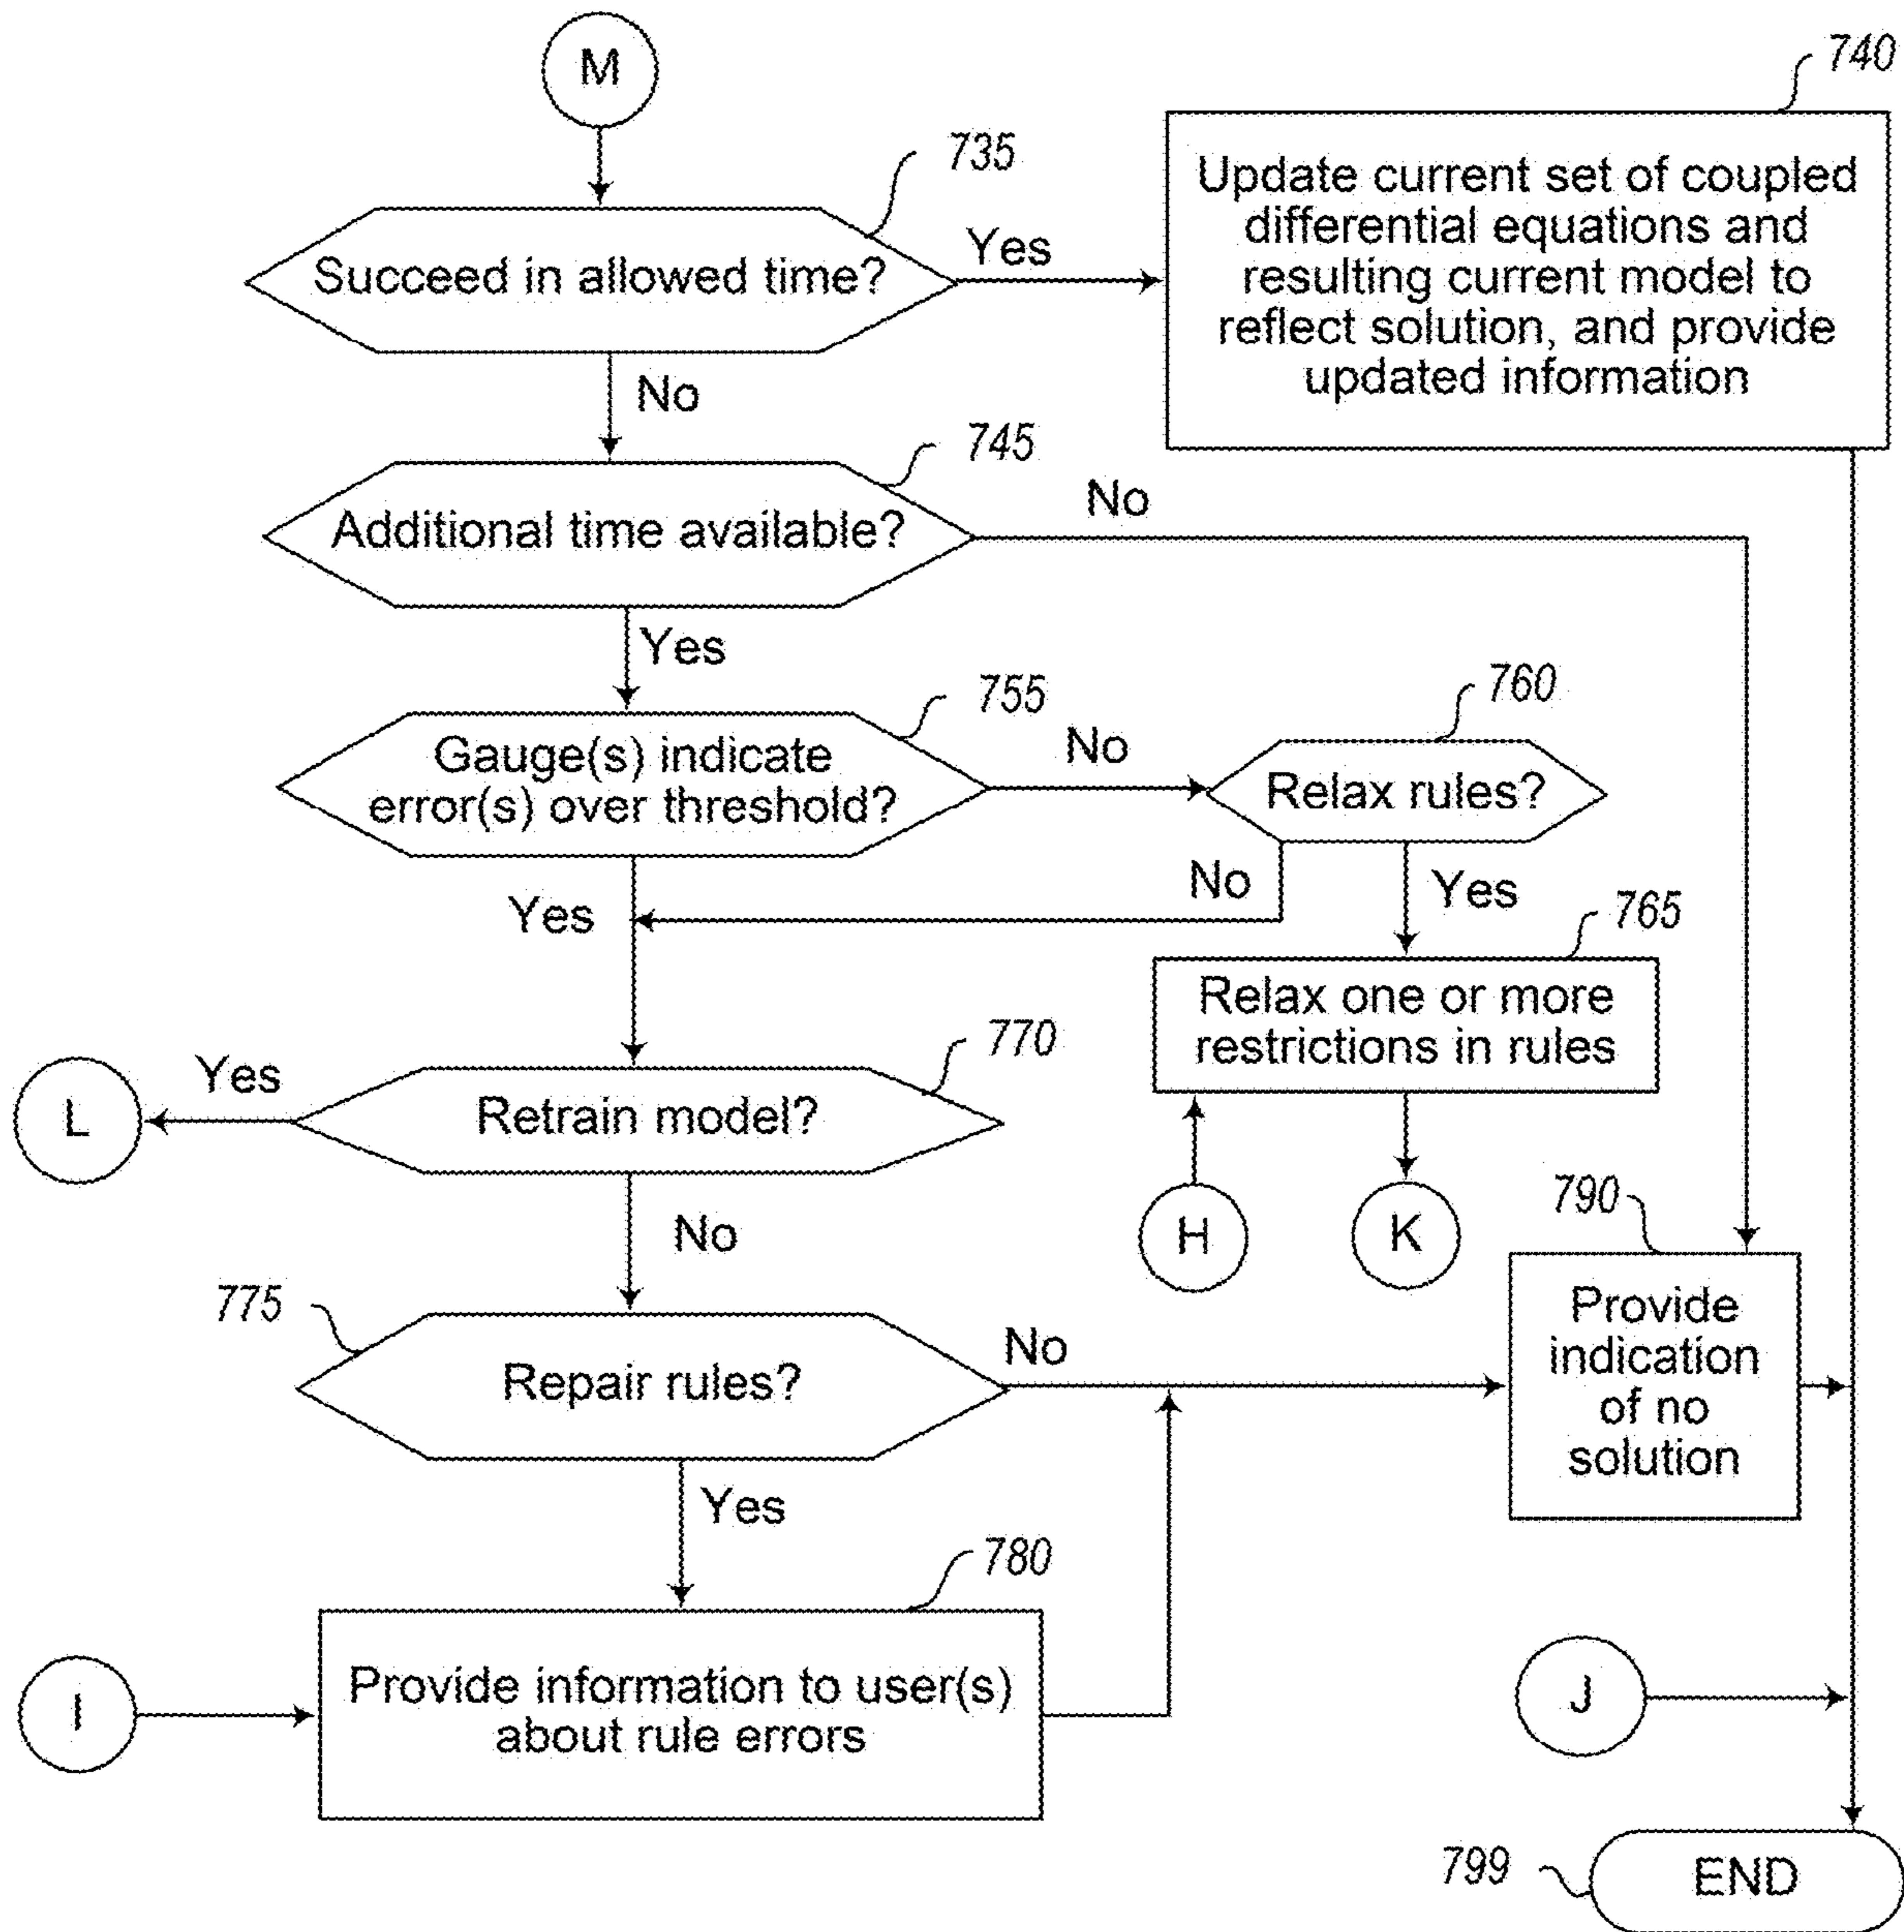 M
740
735
Update current set of coupled
differential equations and
resulting current model to
reflect solution, and provide
updated information
Succeed in allowed time?
Yes
No
745
No
Additional time available?
Yes
755
760
Gauge(s) indicate
error(s) over threshold?
No
Relax rules?
No
Yes
Yes
765
Relax one or more
restrictions in rules
770
Yes
L
Retrain model?
H
K
790
No
775
Provide
indication
of no
solution
No
Repair rules?
Yes
780
I
Provide information to user(s)
about rule errors
J
799
END